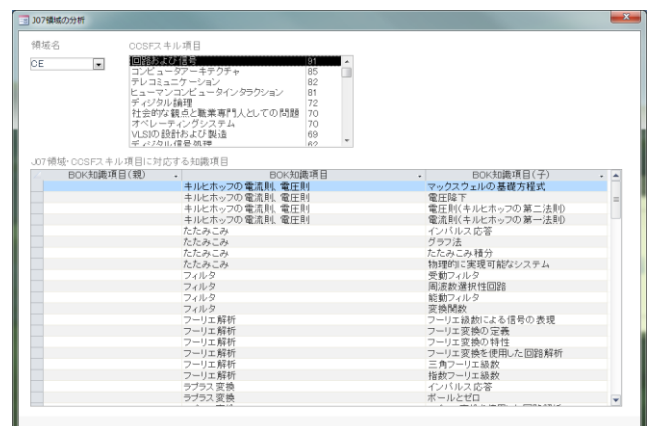 J07領域の分析
領域名 CCSFスキル項目
CE
回路および信号 91
コンピュータアーキテクチャ 85
テレコミュニケーション 82
ヒューマンコンピュータインタラクション 81
ディジタル論理 72
社会的な観点と職業専門人としての問題 70
オペレーティングシステム 70
VLSIの設計および製造 69
ディジタル信号処理 62
J07領域・CCSFスキル項目に対応する知識項目
BOK知識項目(親) BOK知識項目 BOK知識項目(子)
キルヒホッフの電流則, 電圧則 マックスウェルの基礎方程式
キルヒホッフの電流則, 電圧則 電圧降下
キルヒホッフの電流則, 電圧則 電圧則(キルヒホッフの第二法則)
キルヒホッフの電流則, 電圧則 電流則(キルヒホッフの第一法則)
たたみこみ インパルス応答
たたみこみ グラフ法
たたみこみ たたみこみ積分
たたみこみ 物理的に実現可能なシステム
フィルタ 受動フィルタ
フィルタ 周波数選択性回路
フィルタ 能動フィルタ
フィルタ 変換関数
フーリエ解析 フーリエ級数による信号の表現
フーリエ解析 フーリエ変換の定義
フーリエ解析 フーリエ変換の特性
フーリエ解析 フーリエ変換を使用した回路解析
フーリエ解析 三角フーリエ級数
フーリエ解析 指数フーリエ級数
ラプラス変換 インパルス応答
ラプラス変換 ポールとゼロ